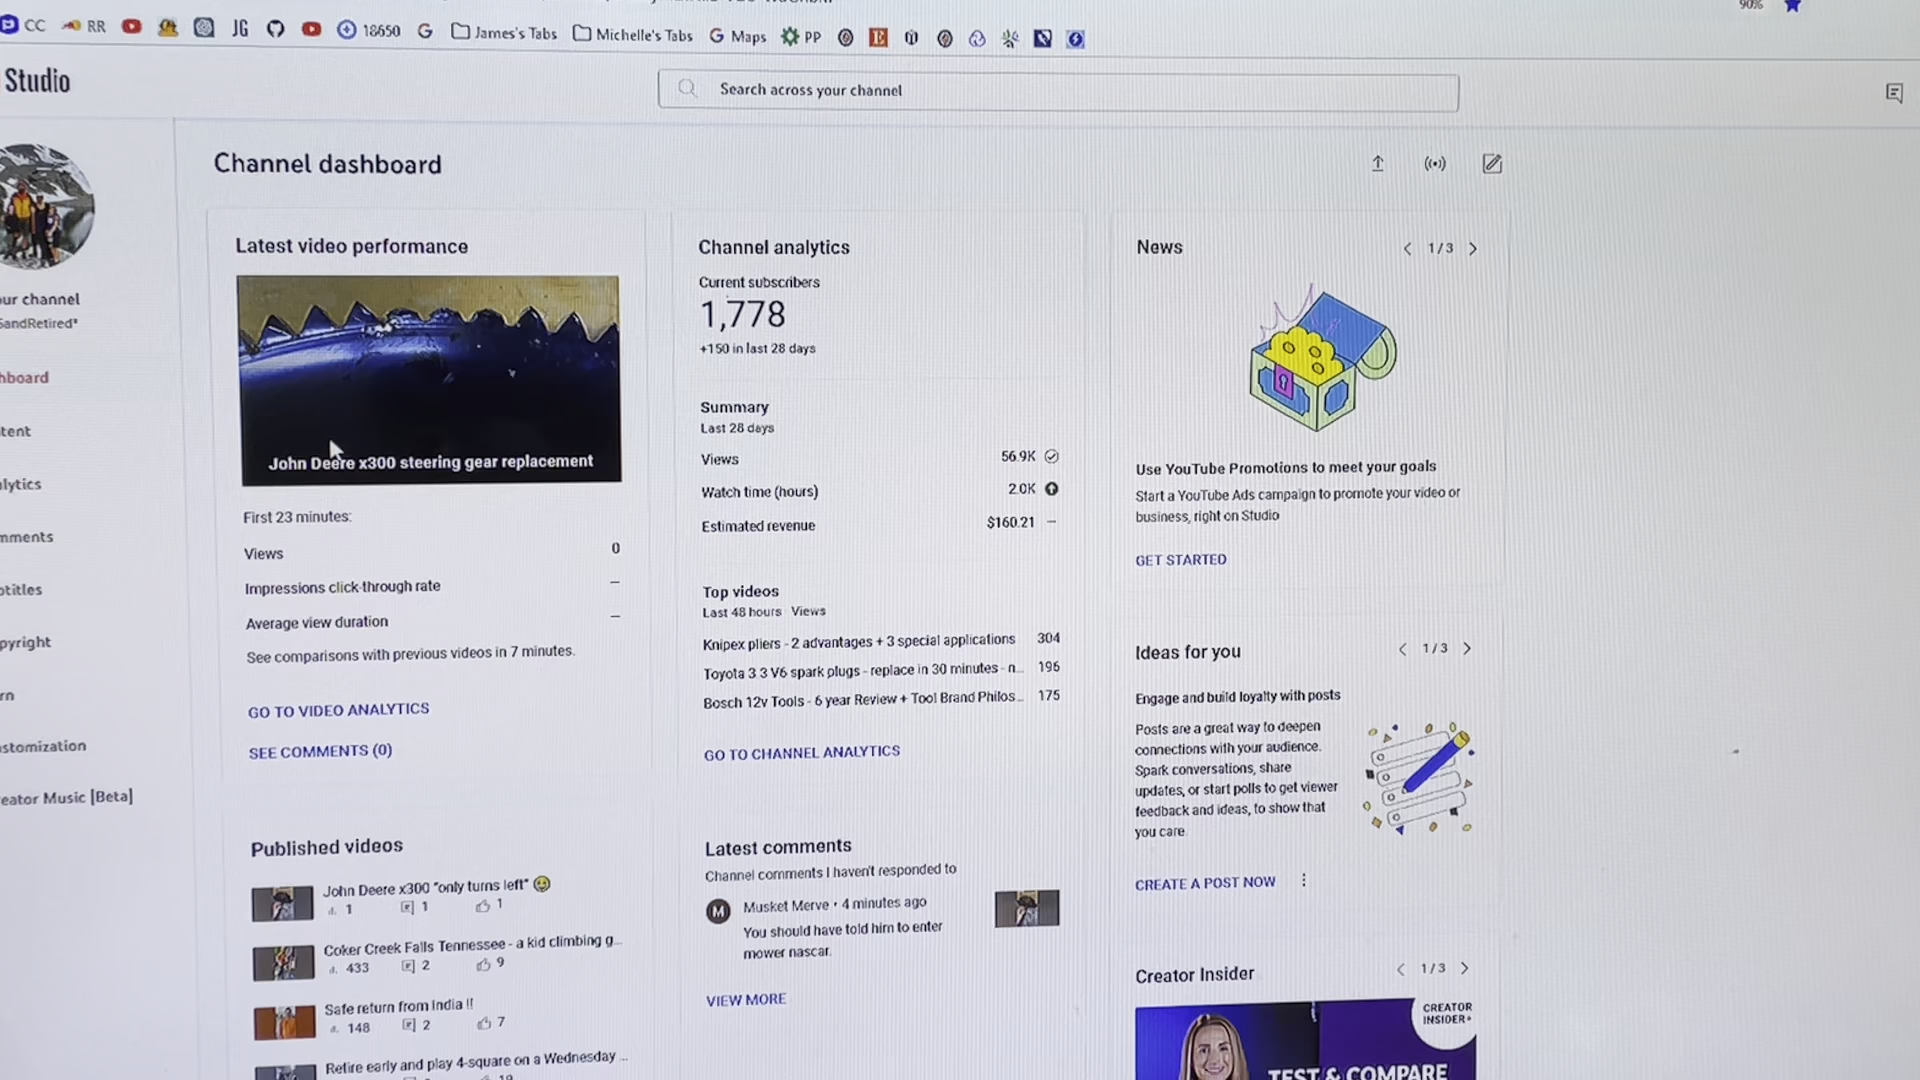 90%
CC
RR
JG
18650
James's Tabs
Michelle's Tabs
Maps
PP
E
Studio
Search across your channel
Channel dashboard
ur channel
SandRetired"
hboard
tent
lytics
mments
otitles
pyright
rn
stomization
eator Music [Beta]
Latest video performance
John Deere x300 steering gear replacement
First 23 minutes:
Views 0
Impressions click-through rate –
Average view duration –
See comparisons with previous videos in 7 minutes.
GO TO VIDEO ANALYTICS
SEE COMMENTS (0)
Published videos
John Deere x300 "only turns left"
1 1 1
Coker Creek Falls Tennessee - a kid climbing g...
433 2 9
Safe return from India !!
148 2 7
Retire early and play 4-square on a Wednesday ...
Channel analytics
Current subscribers
1,778
+150 in last 28 days
Summary
Last 28 days
Views 56.9K
Watch time (hours) 2.0K
Estimated revenue $160.21 –
Top videos
Last 48 hours · Views
Knipex pliers - 2 advantages + 3 special applications 304
Toyota 3 3 V6 spark plugs - replace in 30 minutes - n... 196
Bosch 12v Tools - 6 year Review + Tool Brand Philos... 175
GO TO CHANNEL ANALYTICS
Latest comments
Channel comments I haven't responded to
M
Musket Merve • 4 minutes ago
You should have told him to enter
mower nascar.
VIEW MORE
News
1/3
Use YouTube Promotions to meet your goals
Start a YouTube Ads campaign to promote your video or
business, right on Studio
GET STARTED
Ideas for you
1/3
Engage and build loyalty with posts
Posts are a great way to deepen
connections with your audience.
Spark conversations, share
updates, or start polls to get viewer
feedback and ideas, to show that
you care
CREATE A POST NOW
Creator Insider
1/3
CREATOR
INSIDER+
TEST & COMPARE